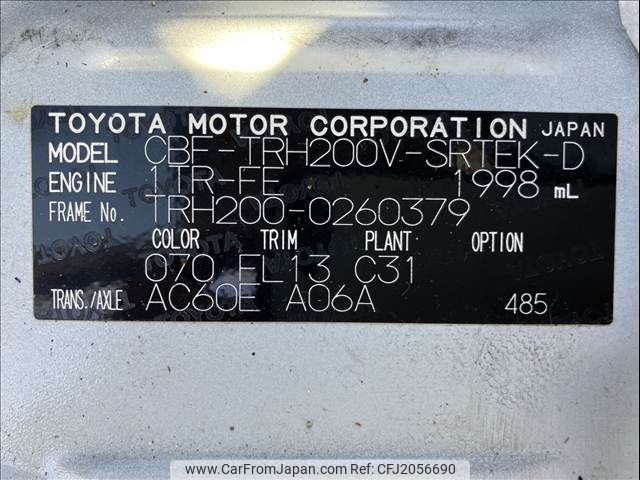 TOYOTA MOTOR CORPORATION JAPAN
MODEL CBF-TRH200V-SRTEK-D
ENGINE 1TR-FE 1998 mL
FRAME No. TRH200-0260379
COLOR TRIM PLANT OPTION
070 FL13 C31
TRANS./AXLE AC60E A06A 485
www.CarFromJapan.com | ID: CFJ2056690